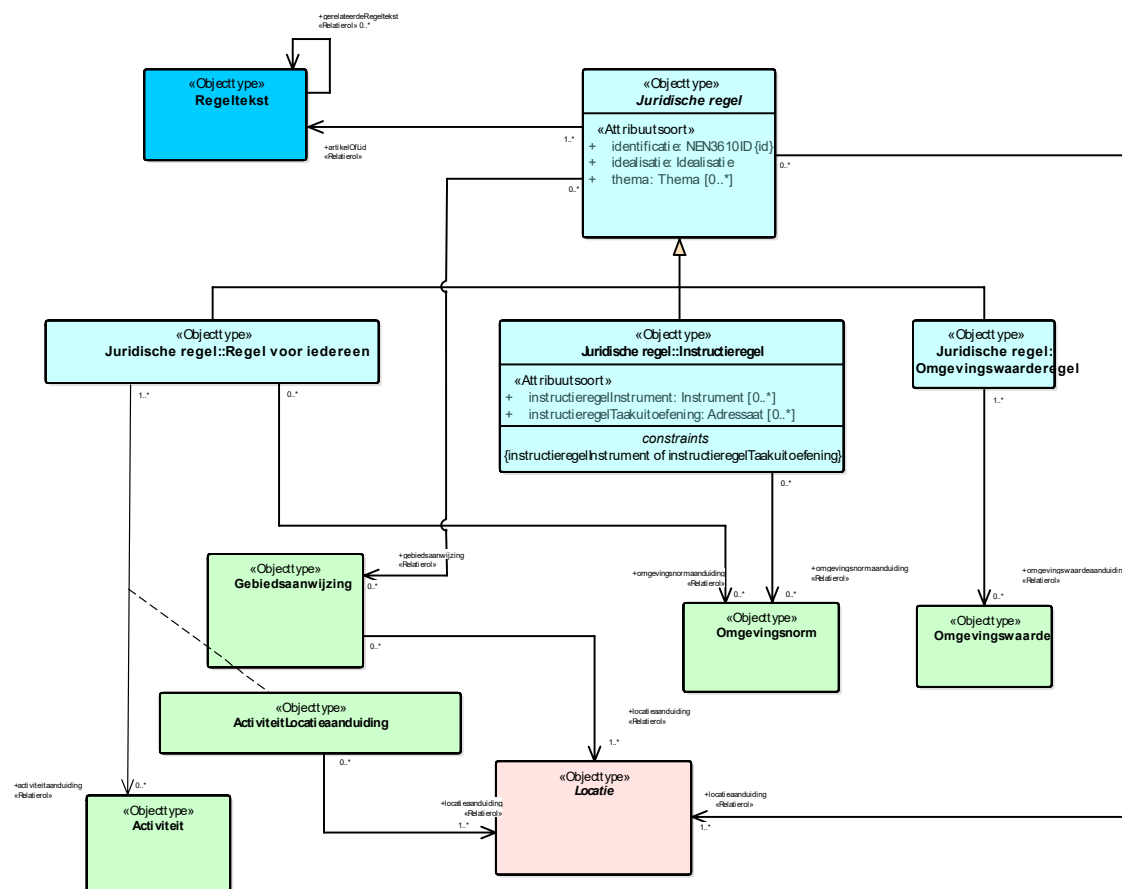 +gerelateerdeRegeltekst
«Relatierol» 0..*
«Objecttype»
Regeltekst
«Objecttype»
Juridische regel
«Attribuutsoort»
+ identificatie: NEN3610ID {id}
+ idealisatie: Idealisatie
+ thema: Thema [0..*]
1..*
+artikelOfLid
«Relatierol»
0..*
0..*
«Objecttype»
Juridische regel::Regel voor iedereen
«Objecttype»
Juridische regel::Instructieregel
«Attribuutsoort»
+ instructieregelInstrument: Instrument [0..*]
+ instructieregelTaakuitoefening: Adressaat [0..*]
constraints
{instructieregelInstrument of instructieregelTaakuitoefening}
«Objecttype»
Juridische regel::
Omgevingswaarderegel
1..*
0..*
0..*
1..*
+gebiedsaanwijzing
«Relatierol»
0..*
«Objecttype»
Gebiedsaanwijzing
0..*
+omgevingsnormaanduiding
«Relatierol»
0..*
+omgevingsnormaanduiding
«Relatierol»
0..*
+omgevingswaardeaanduiding
«Relatierol»
0..*
«Objecttype»
Omgevingsnorm
«Objecttype»
Omgevingswaarde
«Objecttype»
ActiviteitLocatieaanduiding
0..*
+locatieaanduiding
«Relatierol»
1..*
+activiteitaanduiding
«Relatierol»
0..*
«Objecttype»
Activiteit
+locatieaanduiding
«Relatierol»
1..*
«Objecttype»
Locatie
+locatieaanduiding
«Relatierol»
1..*